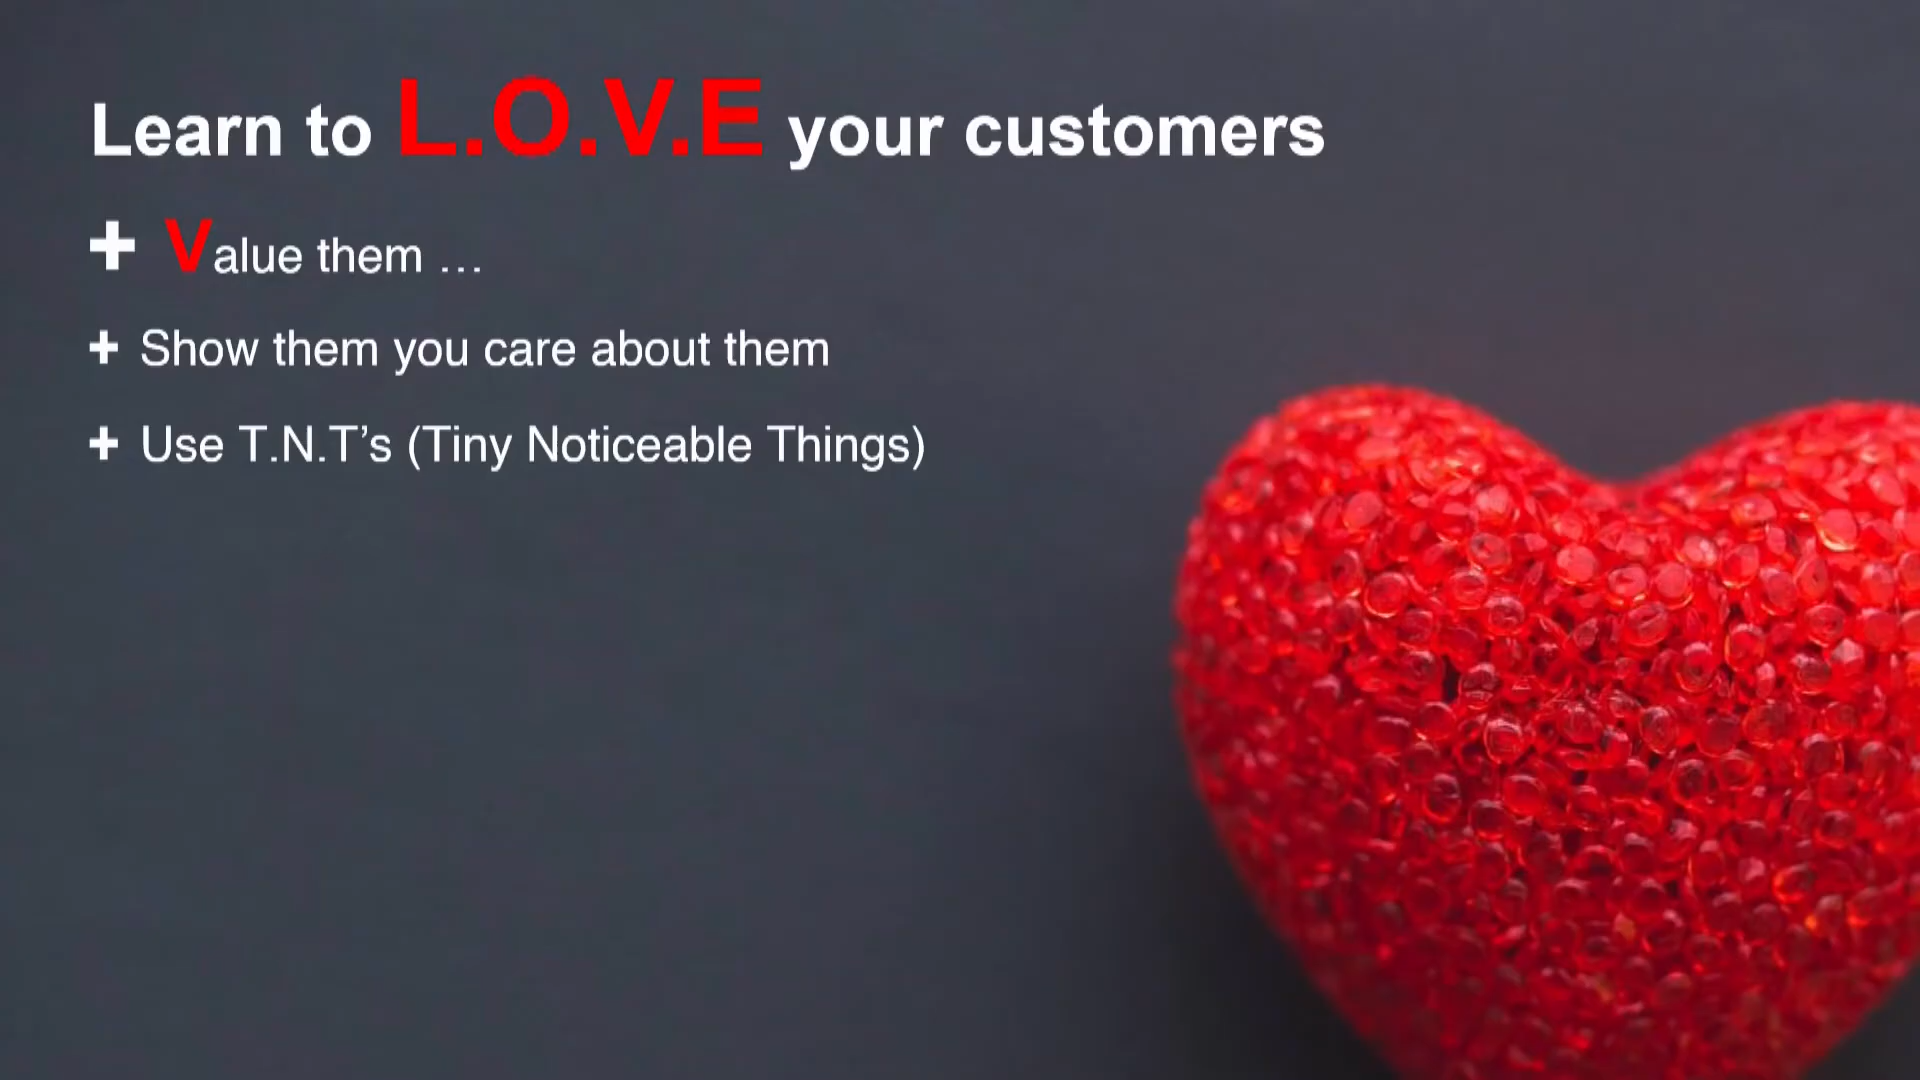 Learn to L.O.V.E your customers
+ Value them …
+ Show them you care about them
+ Use T.N.T’s (Tiny Noticeable Things)